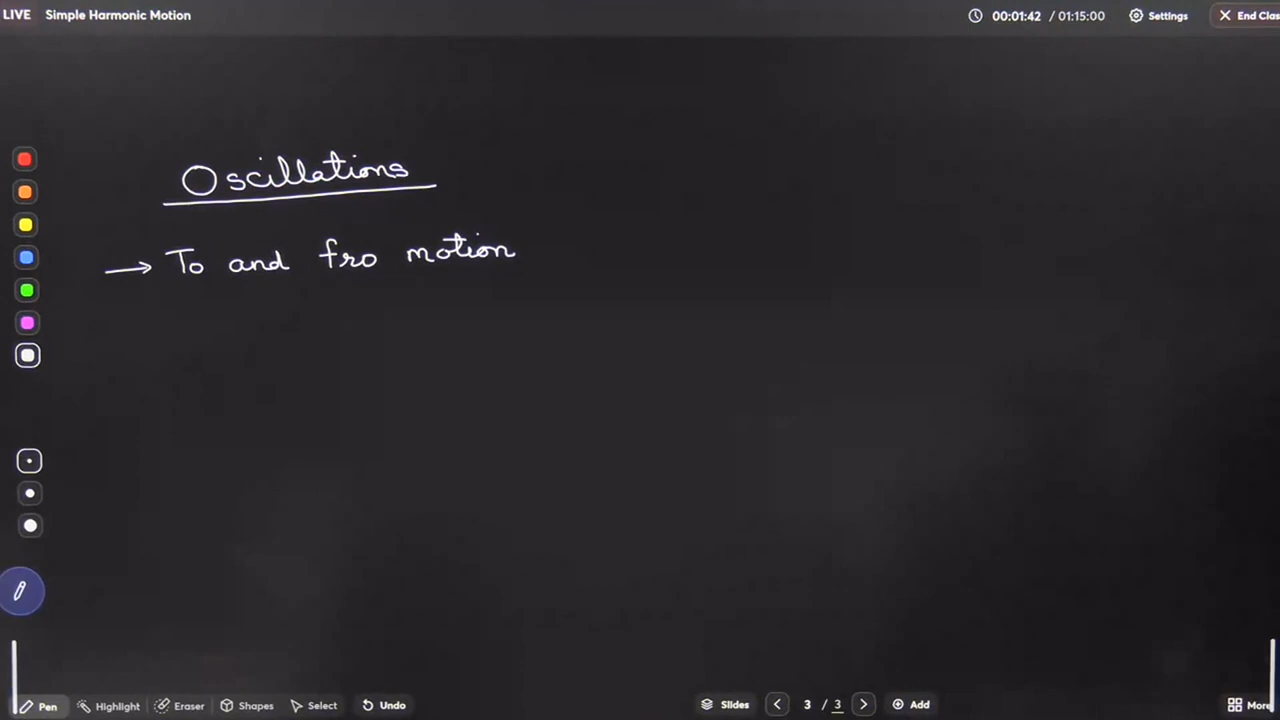 LIVE Simple Harmonic Motion 00:01:42 / 01:15:00 Settings End Clas
Oscillations
→ To and fro motion
Pen Highlight Eraser Shapes Select Undo Slides 3 / 3 Add More